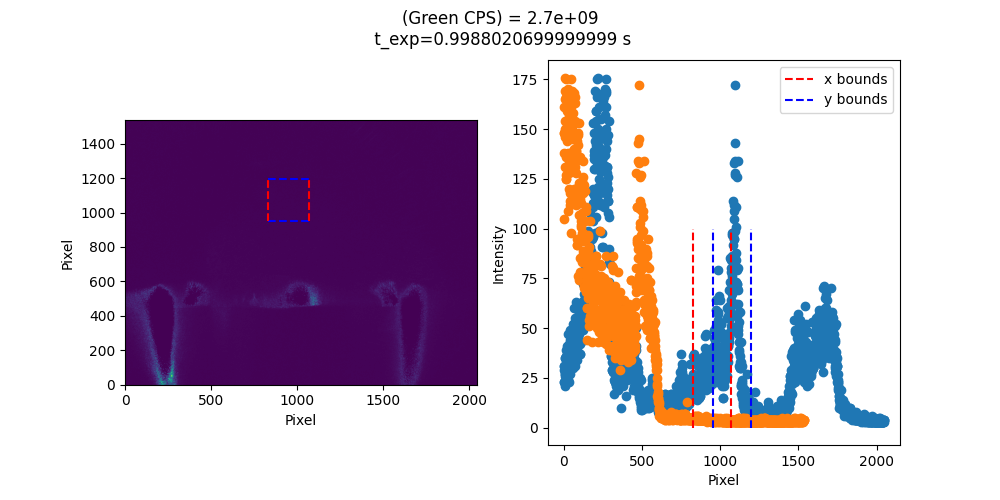 (Green CPS) = 2.7e+09
t_exp=0.9988020699999999 s
1400
1200
1000
800
600
400
200
0
Pixel
0 500 1000 1500 2000
Pixel
175
150
125
100
75
50
25
0
Intensity
x bounds
y bounds
0 500 1000 1500 2000
Pixel